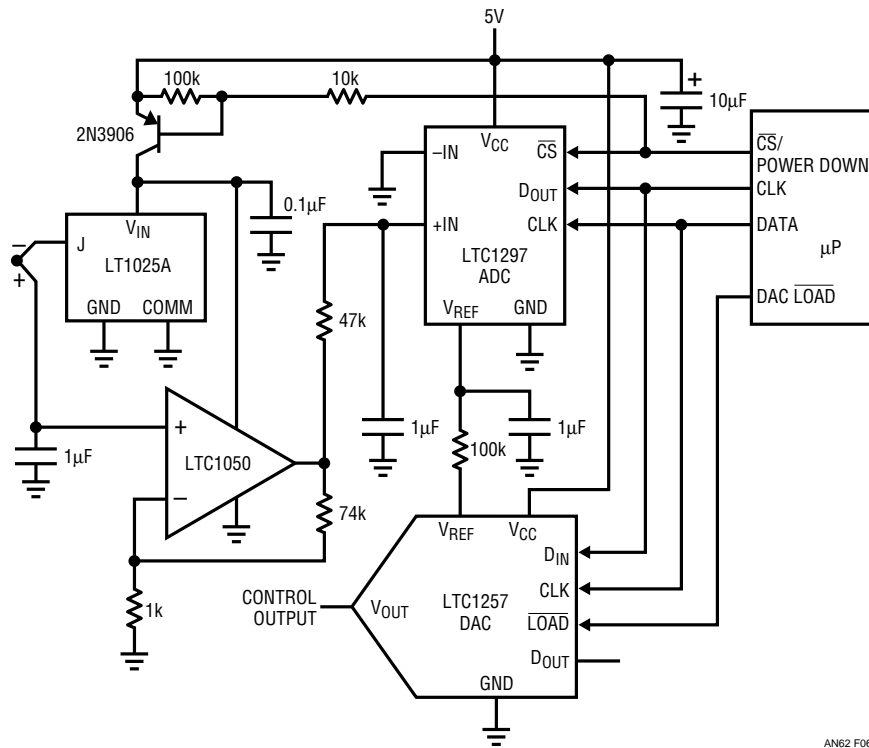 5V
100k
10k
+
10μF
2N3906
VCC
–IN
CS
CS/
POWER DOWN
DOUT
CLK
0.1μF
VIN
+IN
CLK
DATA
–
J
LT1025A
LTC1297
ADC
μP
+
GND
COMM
VREF
GND
DAC LOAD
47k
+
1μF
1μF
1μF
LTC1050
100k
–
74k
VREF
VCC
DIN
1k
CONTROL
OUTPUT
VOUT
LTC1257
DAC
CLK
LOAD
DOUT
GND
AN62 F06